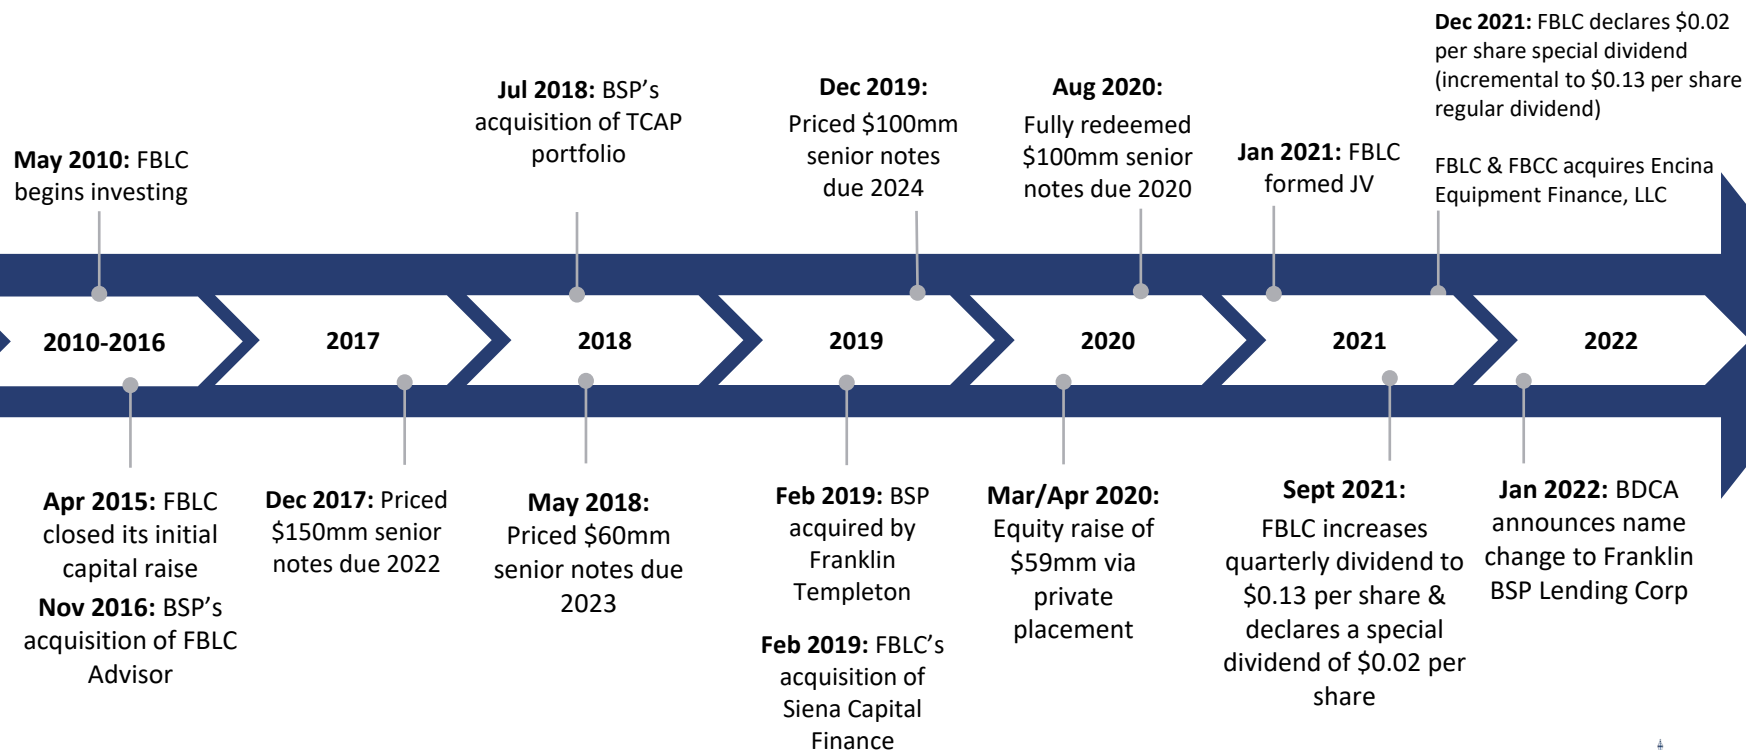 May 2010: FBLC
begins investing
Jul 2018: BSP’s
acquisition of TCAP
portfolio
Dec 2019:
Priced $100mm
senior notes
due 2024
Aug 2020:
Fully redeemed
$100mm senior
notes due 2020
Jan 2021: FBLC
formed JV
Dec 2021: FBLC declares $0.02
per share special dividend
(incremental to $0.13 per share
regular dividend)
FBLC & FBCC acquires Encina
Equipment Finance, LLC
2010-2016
2017
2018
2019
2020
2021
2022
Apr 2015: FBLC
closed its initial
capital raise
Nov 2016: BSP’s
acquisition of FBLC
Advisor
Dec 2017: Priced
$150mm senior
notes due 2022
May 2018:
Priced $60mm
senior notes due
2023
Feb 2019: BSP
acquired by
Franklin
Templeton
Feb 2019: FBLC’s
acquisition of
Siena Capital
Finance
Mar/Apr 2020:
Equity raise of
$59mm via
private
placement
Sept 2021:
FBLC increases
quarterly dividend to
$0.13 per share &
declares a special
dividend of $0.02 per
share
Jan 2022: BDCA
announces name
change to Franklin
BSP Lending Corp